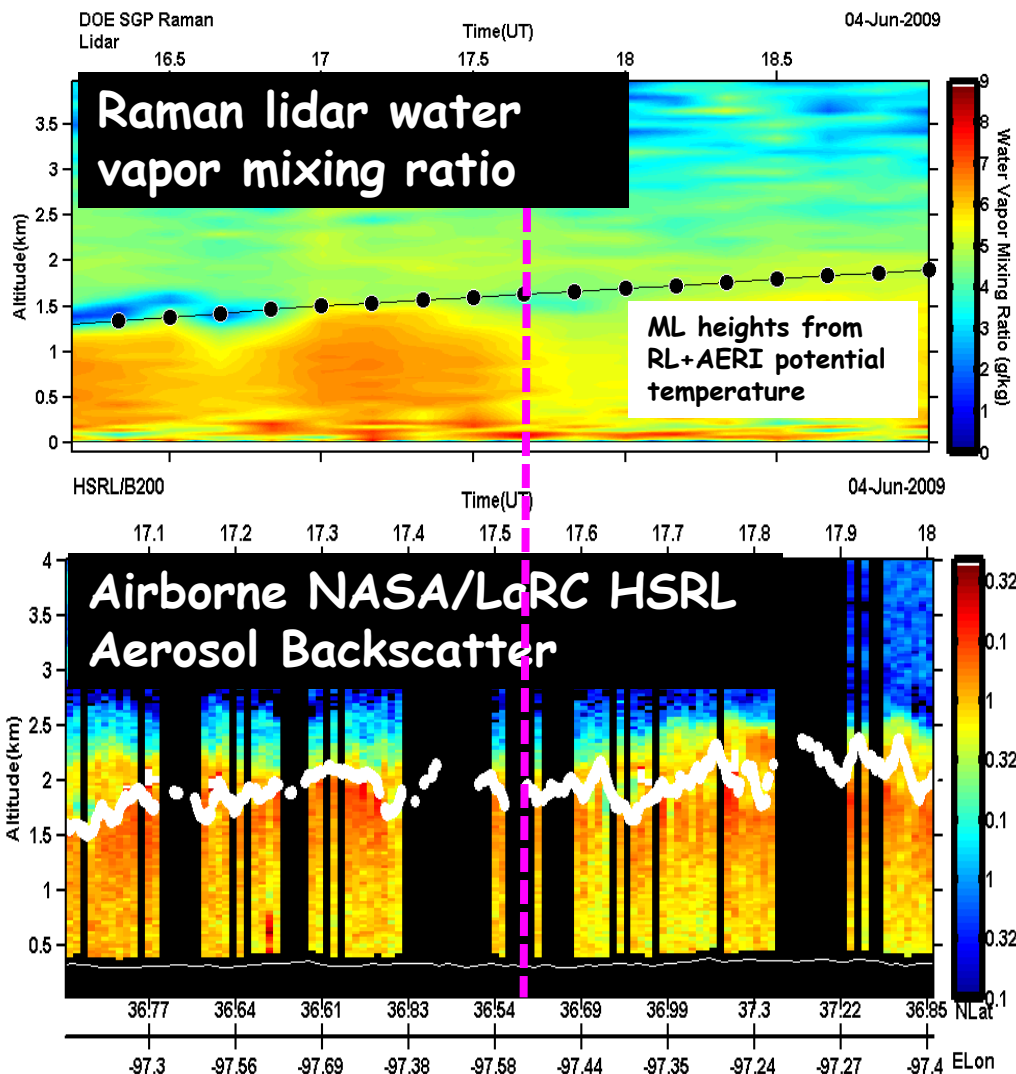 DOE SGP Raman
Lidar
Time(UT)
04-Jun-2009
16.5 17 17.5 18 18.5
Raman lidar water
vapor mixing ratio
3.5
3
2.5
2
1.5
1
0.5
0
Altitude(km)
ML heights from
RL+AERI potential
temperature
9
8
7
6
5
4
3
2
1
0
Water Vapor Mixing Ratio (g/kg)
HSRL/B200
Time(UT)
04-Jun-2009
17.1 17.2 17.3 17.4 17.5 17.6 17.7 17.8 17.9 18
Airborne NASA/LaRC HSRL
Aerosol Backscatter
4
3.5
3
2.5
2
1.5
1
0.5
Altitude(km)
0.32
0.1
1
0.32
0.1
1
0.32
0.1
36.77 36.64 36.61 36.83 36.54 36.69 36.99 37.3 37.22 36.95 NLat
-97.3 -97.56 -97.69 -97.38 -97.58 -97.44 -97.35 -97.24 -97.27 -97.4 ELon